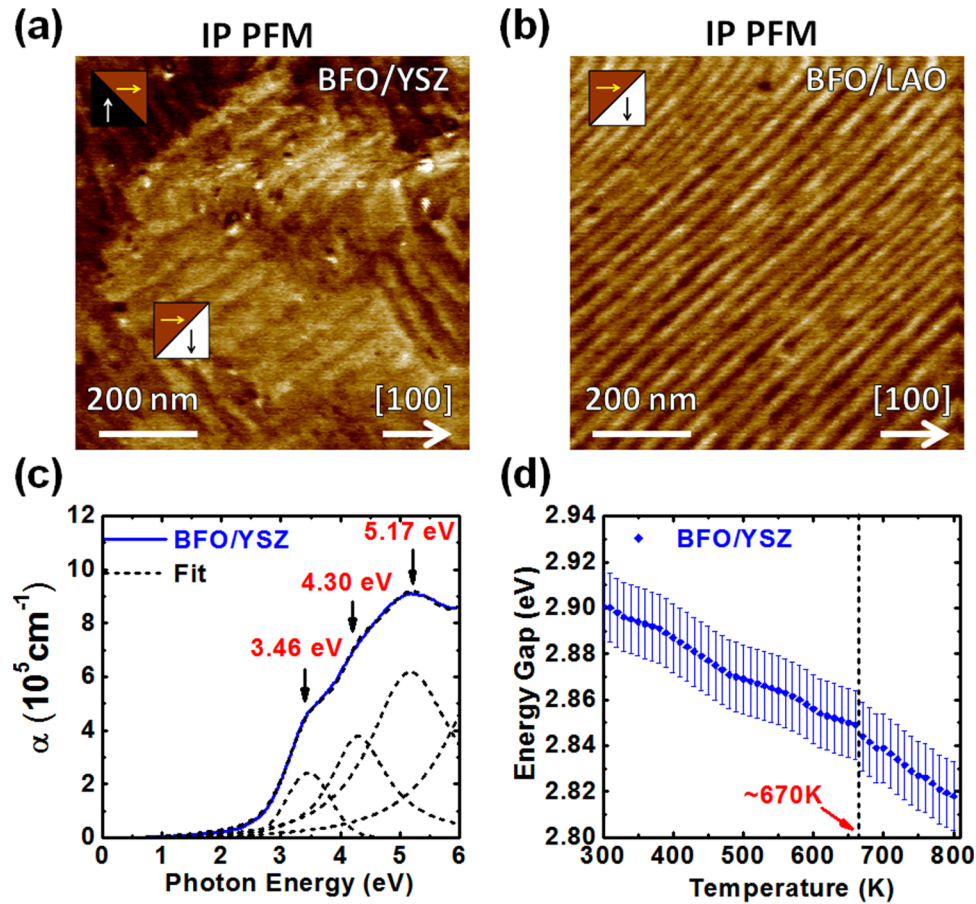 (a)
IP PFM
BFO/YSZ
200 nm
[100]
(b)
IP PFM
BFO/LAO
200 nm
[100]
(c)
12
10
8
6
4
2
0
α (10⁵cm⁻¹)
BFO/YSZ
Fit
5.17 eV
4.30 eV
3.46 eV
0 1 2 3 4 5 6
Photon Energy (eV)
(d)
2.94
2.92
2.90
2.88
2.86
2.84
2.82
2.80
Energy Gap (eV)
BFO/YSZ
~670K
300 400 500 600 700 800
Temperature (K)